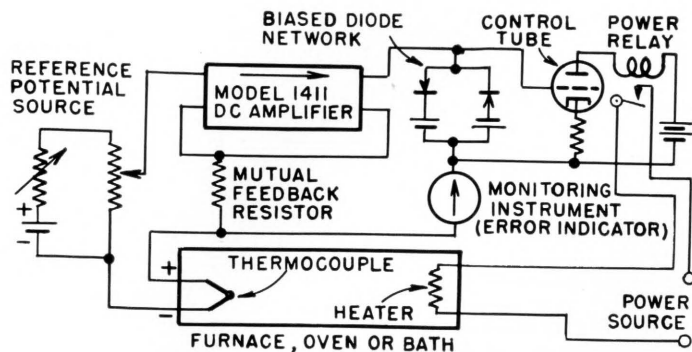 BIASED DIODE
NETWORK
CONTROL
TUBE
POWER
RELAY
REFERENCE
POTENTIAL
SOURCE
MODEL 1411
DC AMPLIFIER
MUTUAL
FEEDBACK
RESISTOR
MONITORING
INSTRUMENT
(ERROR INDICATOR)
+
-
+
-
THERMOCOUPLE
HEATER
POWER
SOURCE
FURNACE, OVEN OR BATH